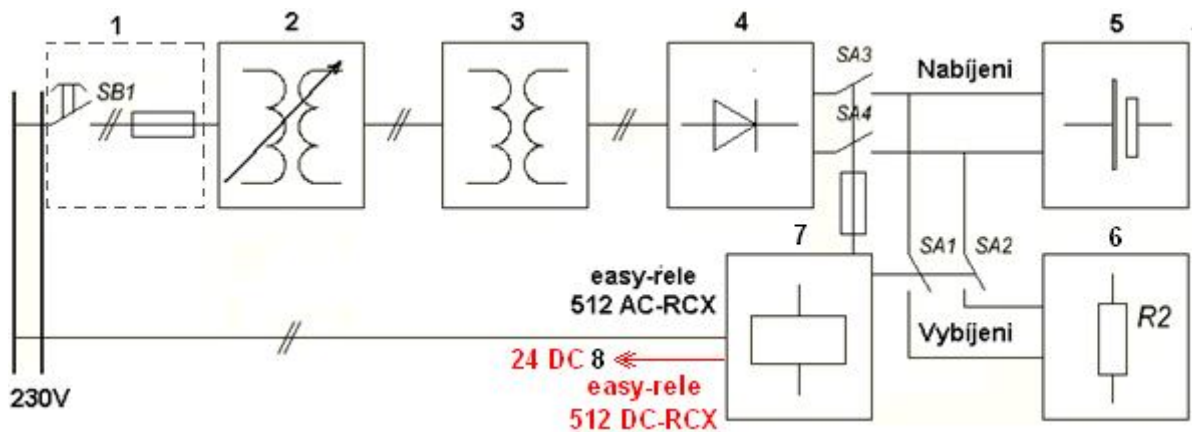 1
2
3
4
5
SB1
SA3
Nabíjeni
SA4
7
6
SA1
SA2
easy-rele
512 AC-RCX
R2
Vybíjeni
24 DC 8
easy-rele
512 DC-RCX
230V